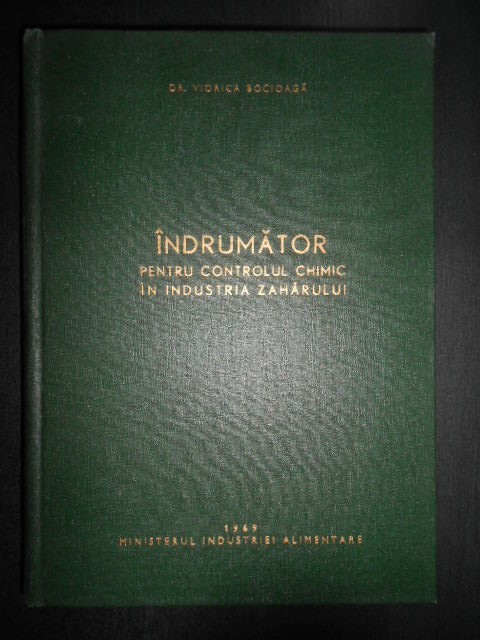 DR. VIORICA BOCIOAGĂ
ÎNDRUMĂTOR
PENTRU CONTROLUL CHIMIC
ÎN INDUSTRIA ZAHĂRULUI
1969
MINISTERUL INDUSTRIEI ALIMENTARE